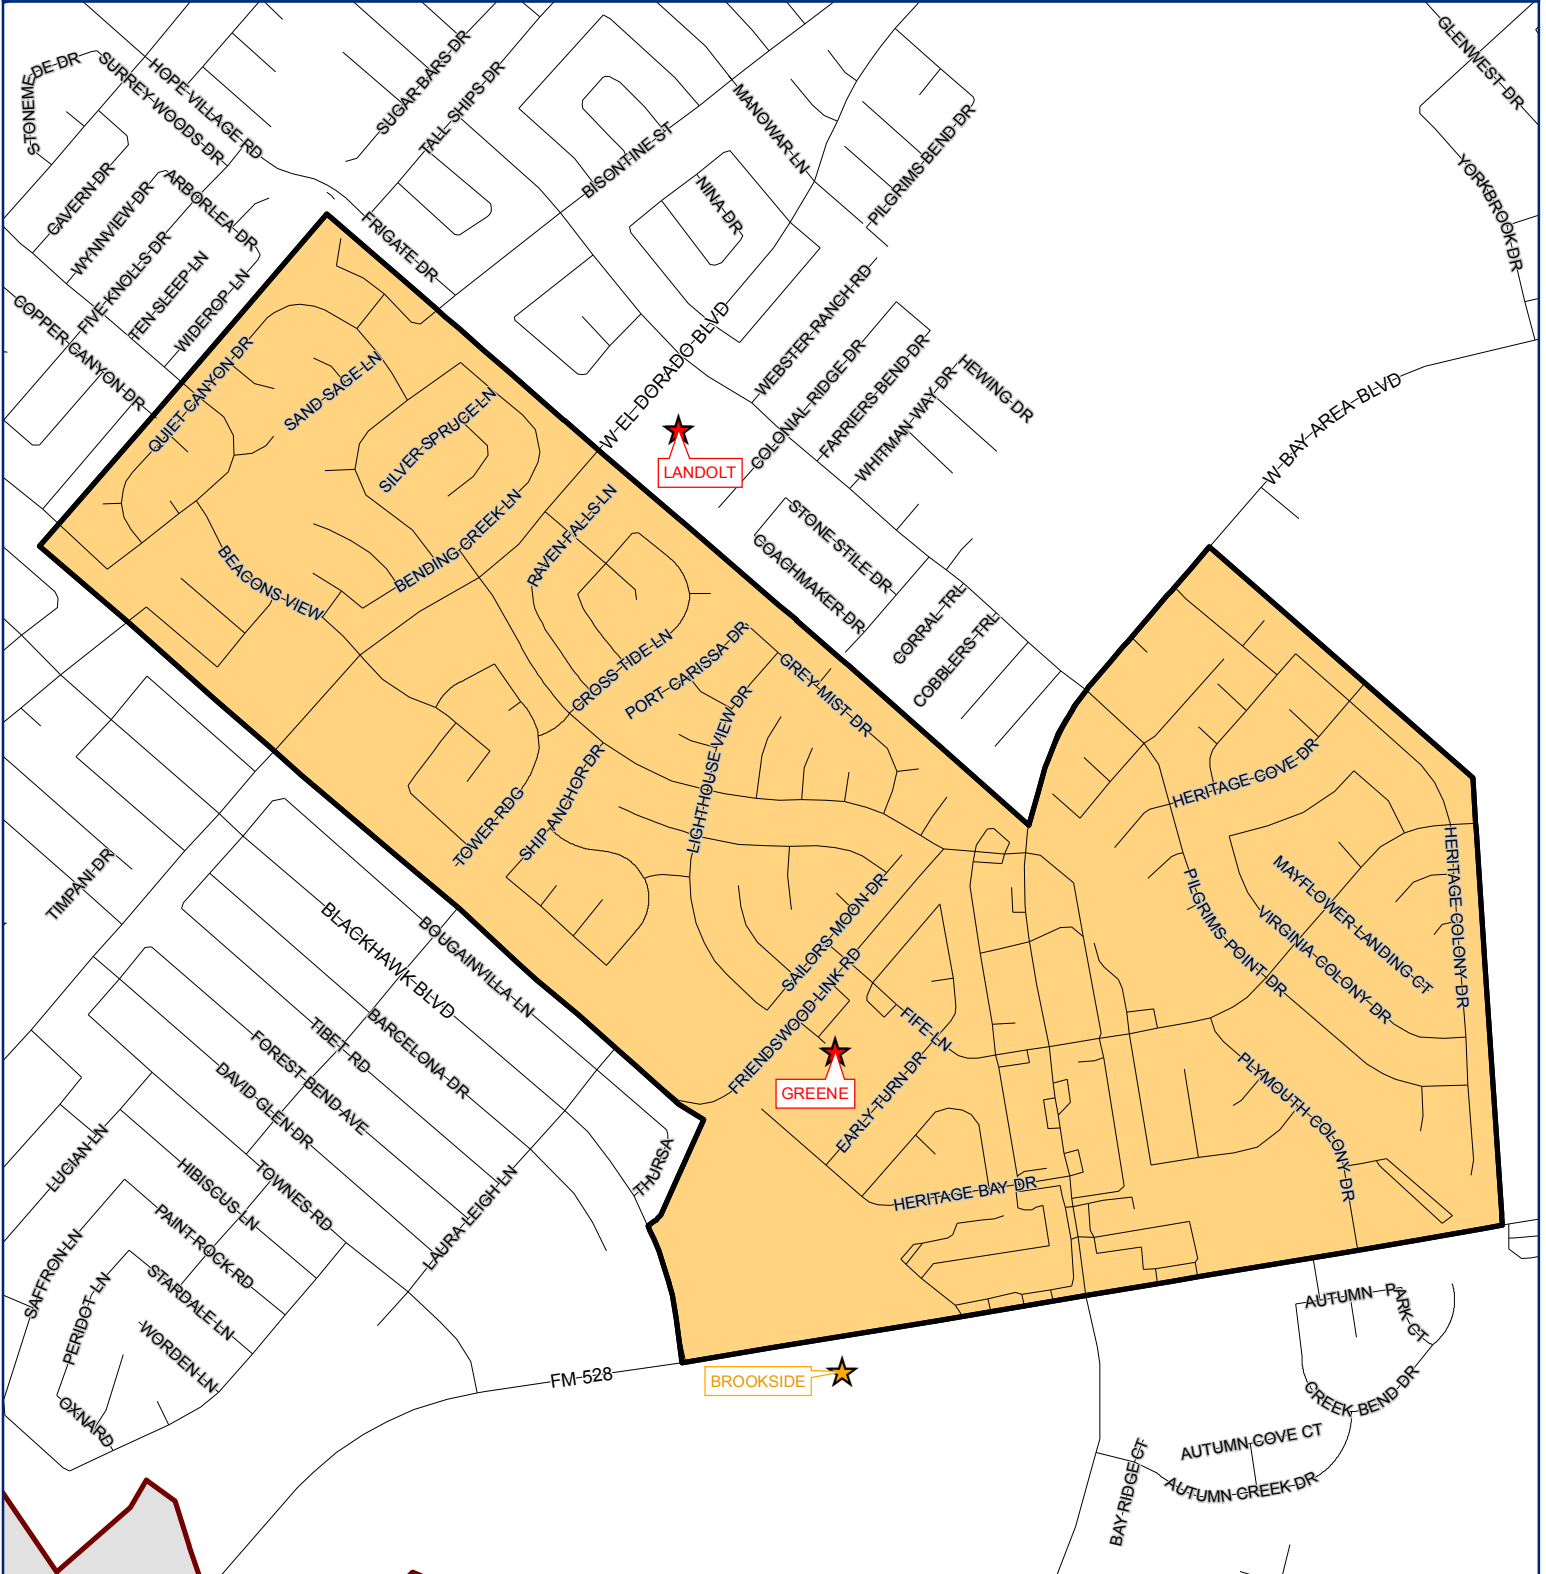 GLENWEST DR
STONEME
DE DR
SURREY WOODS DR
HOPE VILLAGE RD
SUGAR BARS DR
TALL SHIPS DR
BISONTINE ST
MANOWAR LN
PILGRIMS BEND DR
YORKBROOK DR
CAVERN DR
WYNNVIEW DR
ARBORLEA DR
FIVE KNOLLS DR
TEN SLEEP LN
WIDEROP LN
FRIGATE DR
NINA DR
COPPER CANYON DR
QUIET CANYON DR
SAND SAGE LN
SILVER SPRUCE LN
W EL DORADO BLVD
WEBSTER RANCH RD
COLONIAL RIDGE DR
FARRIERS BEND DR
WHITMAN WAY DR
HEWING DR
W BAY AREA BLVD
LANDOLT
BENDING CREEK LN
RAVEN FALLS LN
BEACONS VIEW
STONE STILE DR
COACHMAKER DR
CORRAL TRL
COBBLERS TRL
CROSS TIDE LN
PORT CARISSA DR
GREY MIST DR
LIGHTHOUSE VIEW DR
SHIP ANCHOR DR
TOWER RDG
HERITAGE COVE DR
HERITAGE COLONY DR
MAYFLOWER LANDING CT
VIRGINIA COLONY DR
PILGRIMS POINT DR
PLYMOUTH COLONY DR
SAILORS MOON DR
FRIENDSWOOD LINK RD
FIFE LN
EARLY TURN DR
GREENE
HERITAGE BAY DR
TIMPANI DR
BLACKHAWK BLVD
BOUGAINVILLA LN
BARCELONA DR
TIBET RD
FOREST BEND AVE
DAVID GLEN DR
THURSA
LUCIAN LN
HIBISCUS LN
TOWNES RD
LAURA LEIGH LN
PAINT ROCK RD
SAFFRON LN
PERIDOT LN
STARDALE LN
WORDEN LN
OXNARD
FM 528
BROOKSIDE
AUTUMN P
ARK CT
CREEK BEND DR
AUTUMN COVE CT
AUTUMN CREEK DR
BAY RIDGE CT